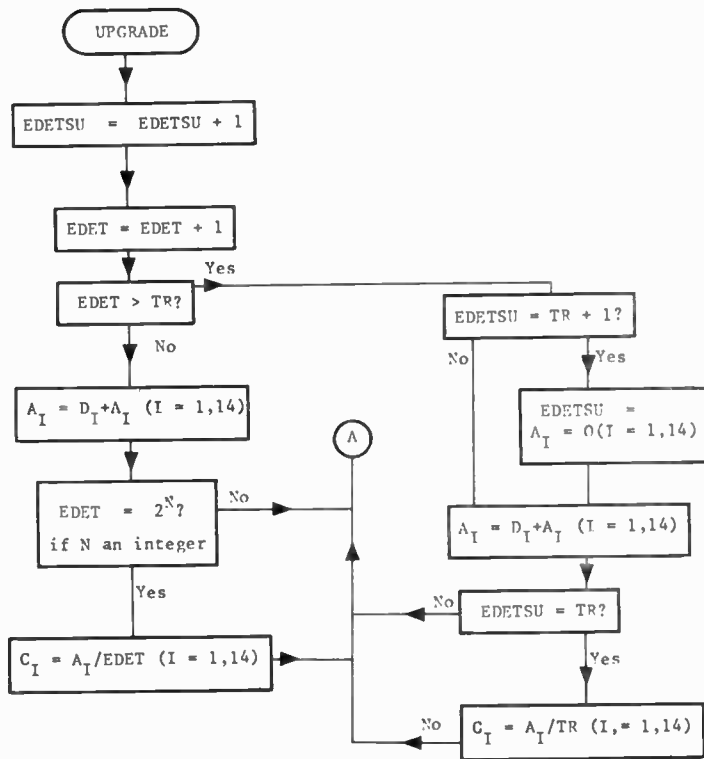 UPGRADE
EDETSU = EDETSU + 1
EDET = EDET + 1
Yes
EDET > TR?
No
A_I = D_I+A_I (I = 1,14)
EDET = 2^N?
if N an integer
No
Yes
C_I = A_I/EDET (I = 1,14)
A
EDETSU = TR + 1?
No
Yes
EDETSU =
A_I = O(I = 1,14)
A_I = D_I+A_I (I = 1,14)
No
EDETSU = TR?
Yes
No
C_I = A_I/TR (I,= 1,14)